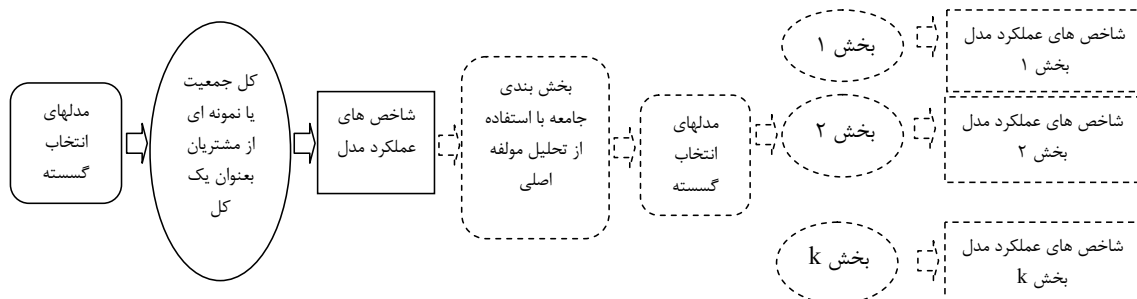 مدلهای
انتخاب
گسسته
کل جمعیت
یا نمونه ای
از مشتریان
بعنوان یک
کل
شاخص های
عملکرد مدل
بخش بندی
جامعه با استفاده
از تحلیل مولفه
اصلی
مدلهای
انتخاب
گسسته
بخش ۱
شاخص های عملکرد مدل
بخش ۱
بخش ۲
شاخص های عملکرد مدل
بخش ۲
بخش k
شاخص های عملکرد مدل
بخش k